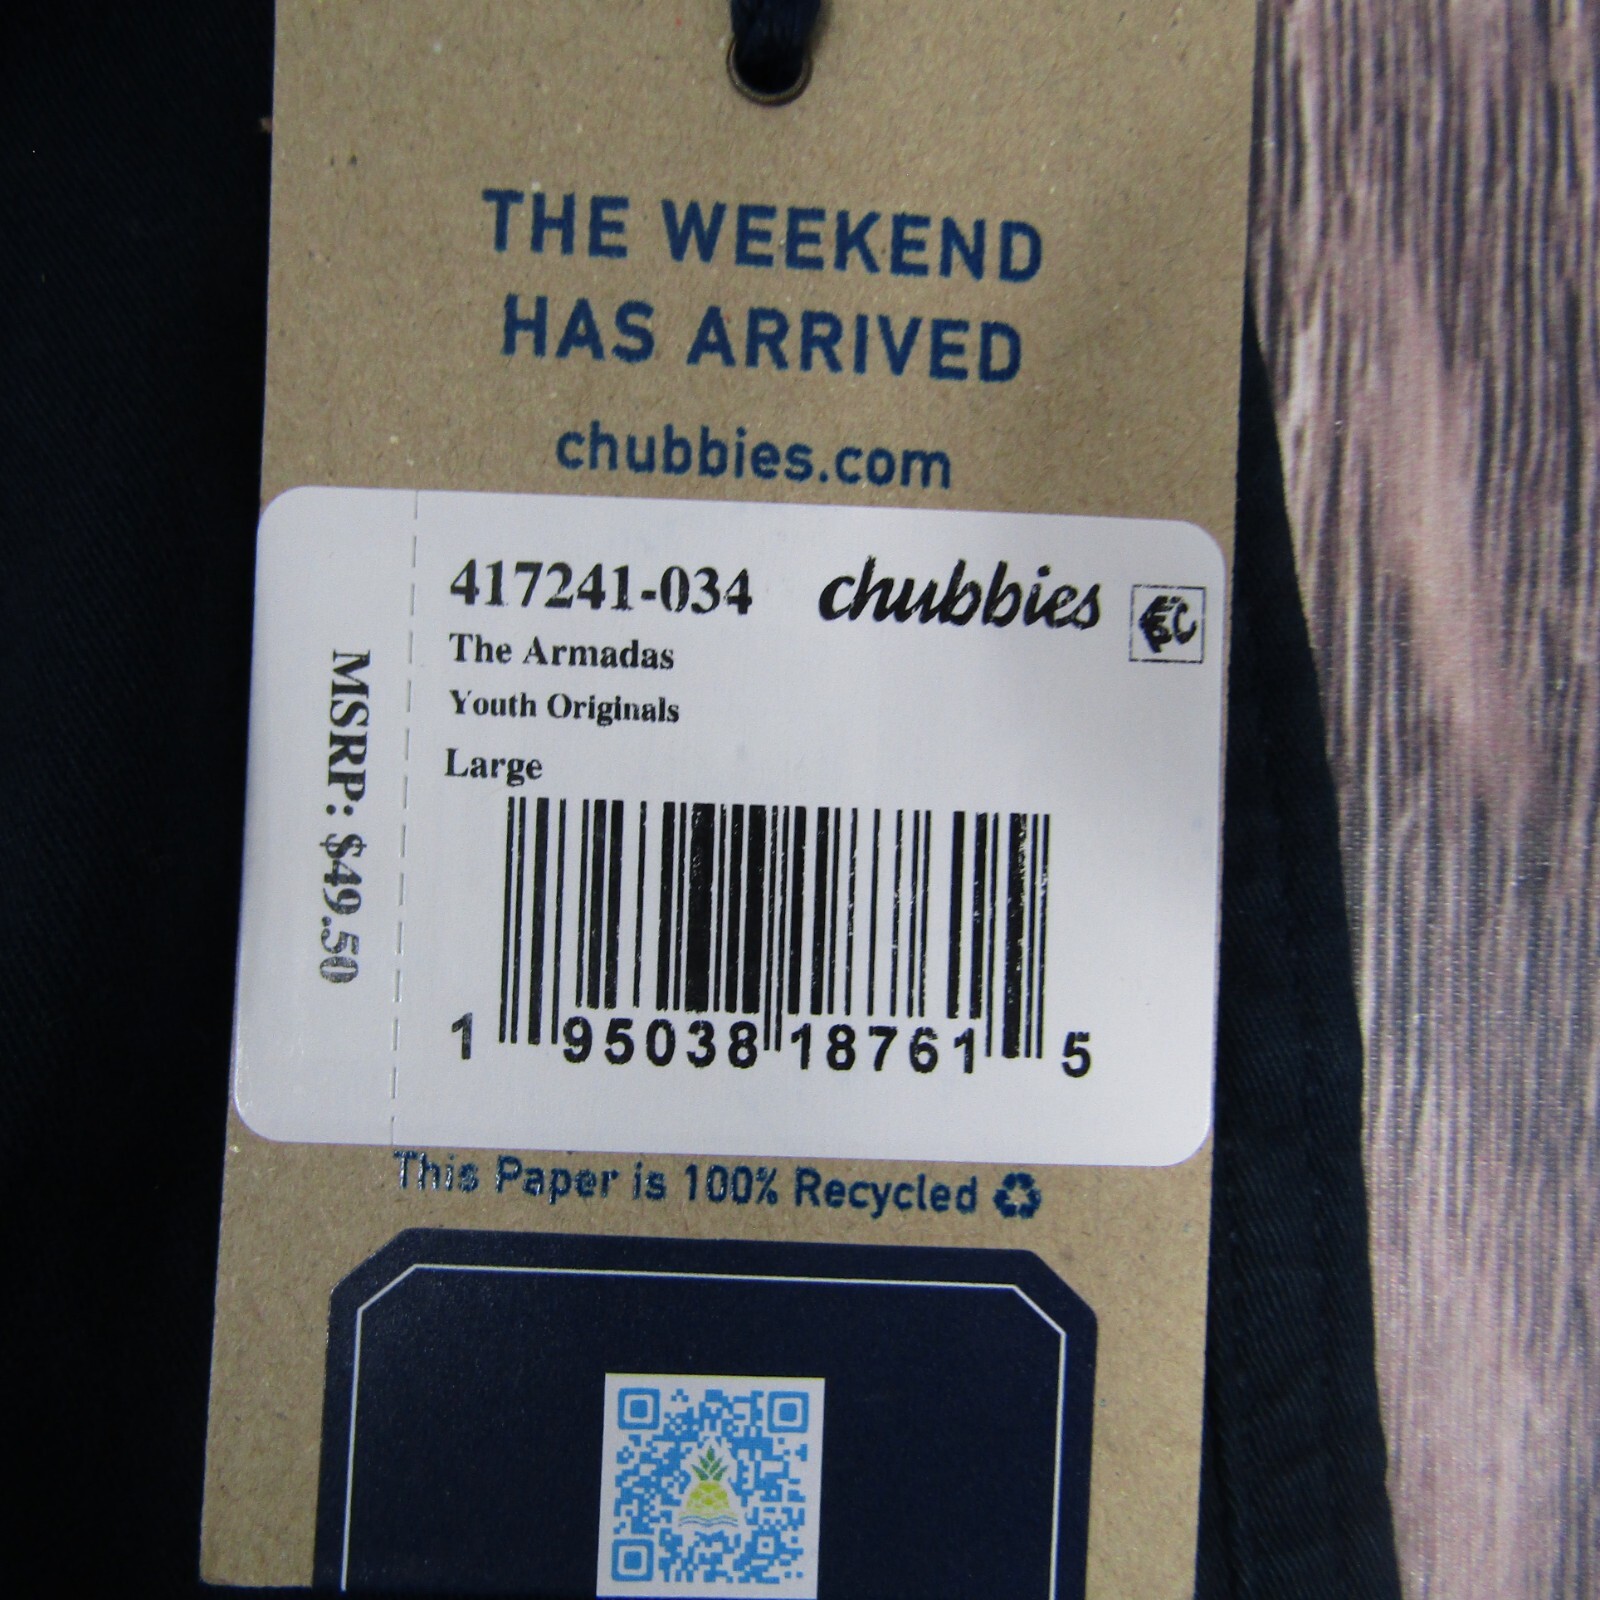 THE WEEKEND
HAS ARRIVED
chubbies.com
417241-034 chubbies
The Armadas
Youth Originals
Large
MSRP: $49.50
1 95038 18761 5
This Paper is 100% Recycled